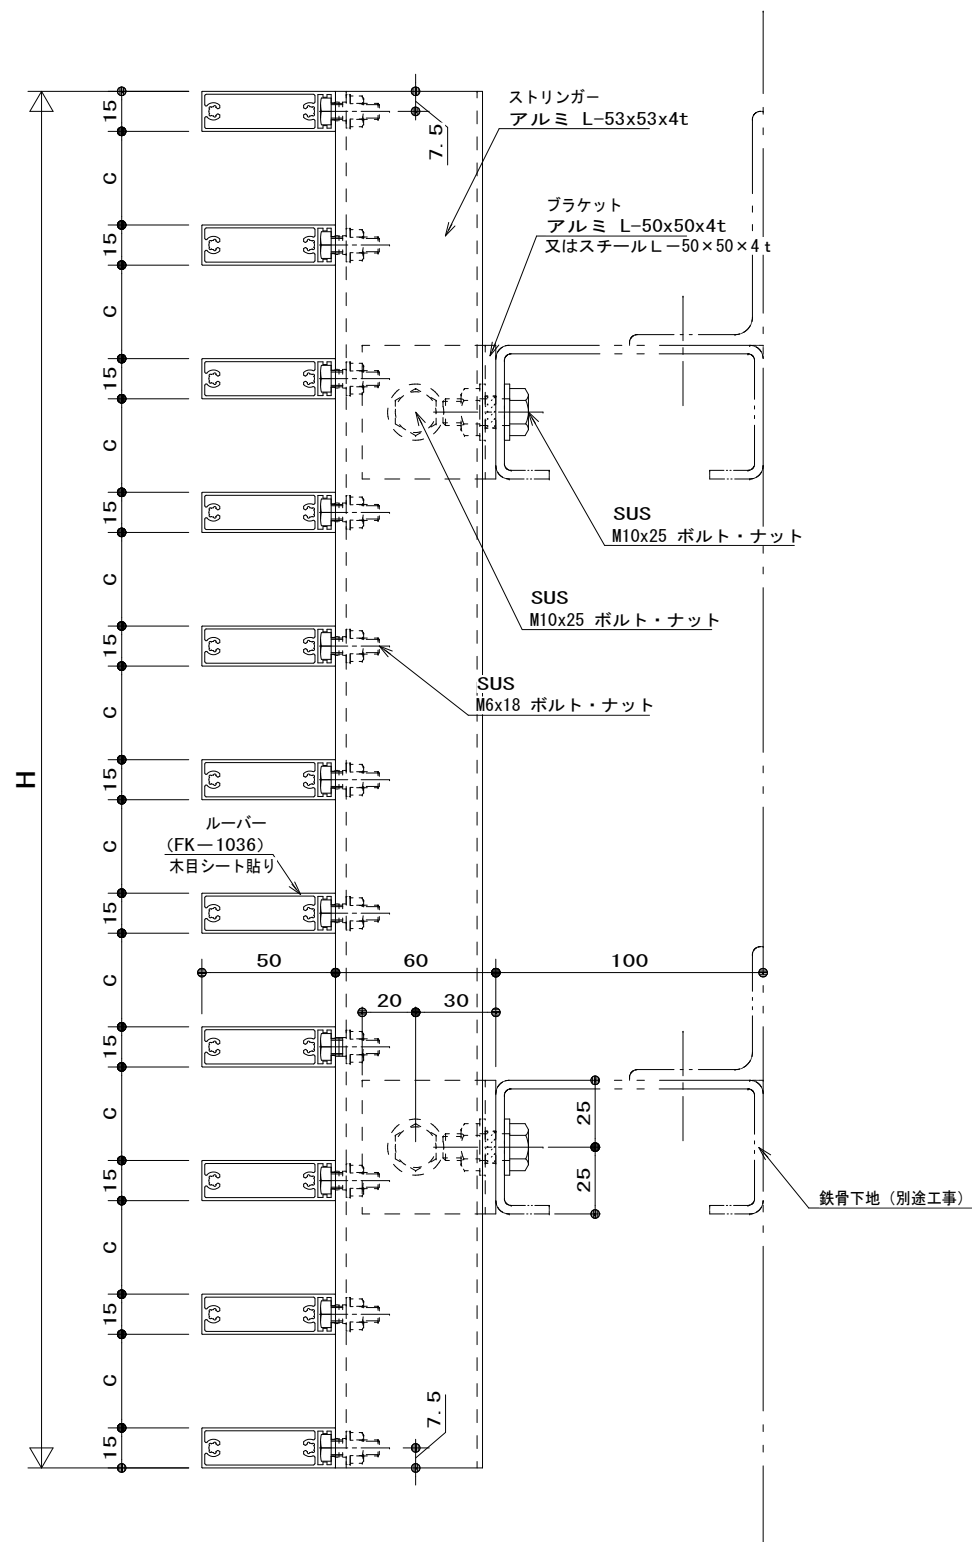 ストリンガー
アルミ L-53x53x4t
ブラケット
アルミ L-50x50x4t
又はスチールL-50×50×4t
SUS
M10x25 ボルト・ナット
SUS
M10x25 ボルト・ナット
SUS
M6x18 ボルト・ナット
ルーバー
(FK-1036)
木目シート貼り
鉄骨下地（別途工事）
H
15
C
15
C
15
C
15
C
15
C
15
C
15
C
15
C
15
C
15
C
15
7.5
50
60
100
20
30
25
25
7.5